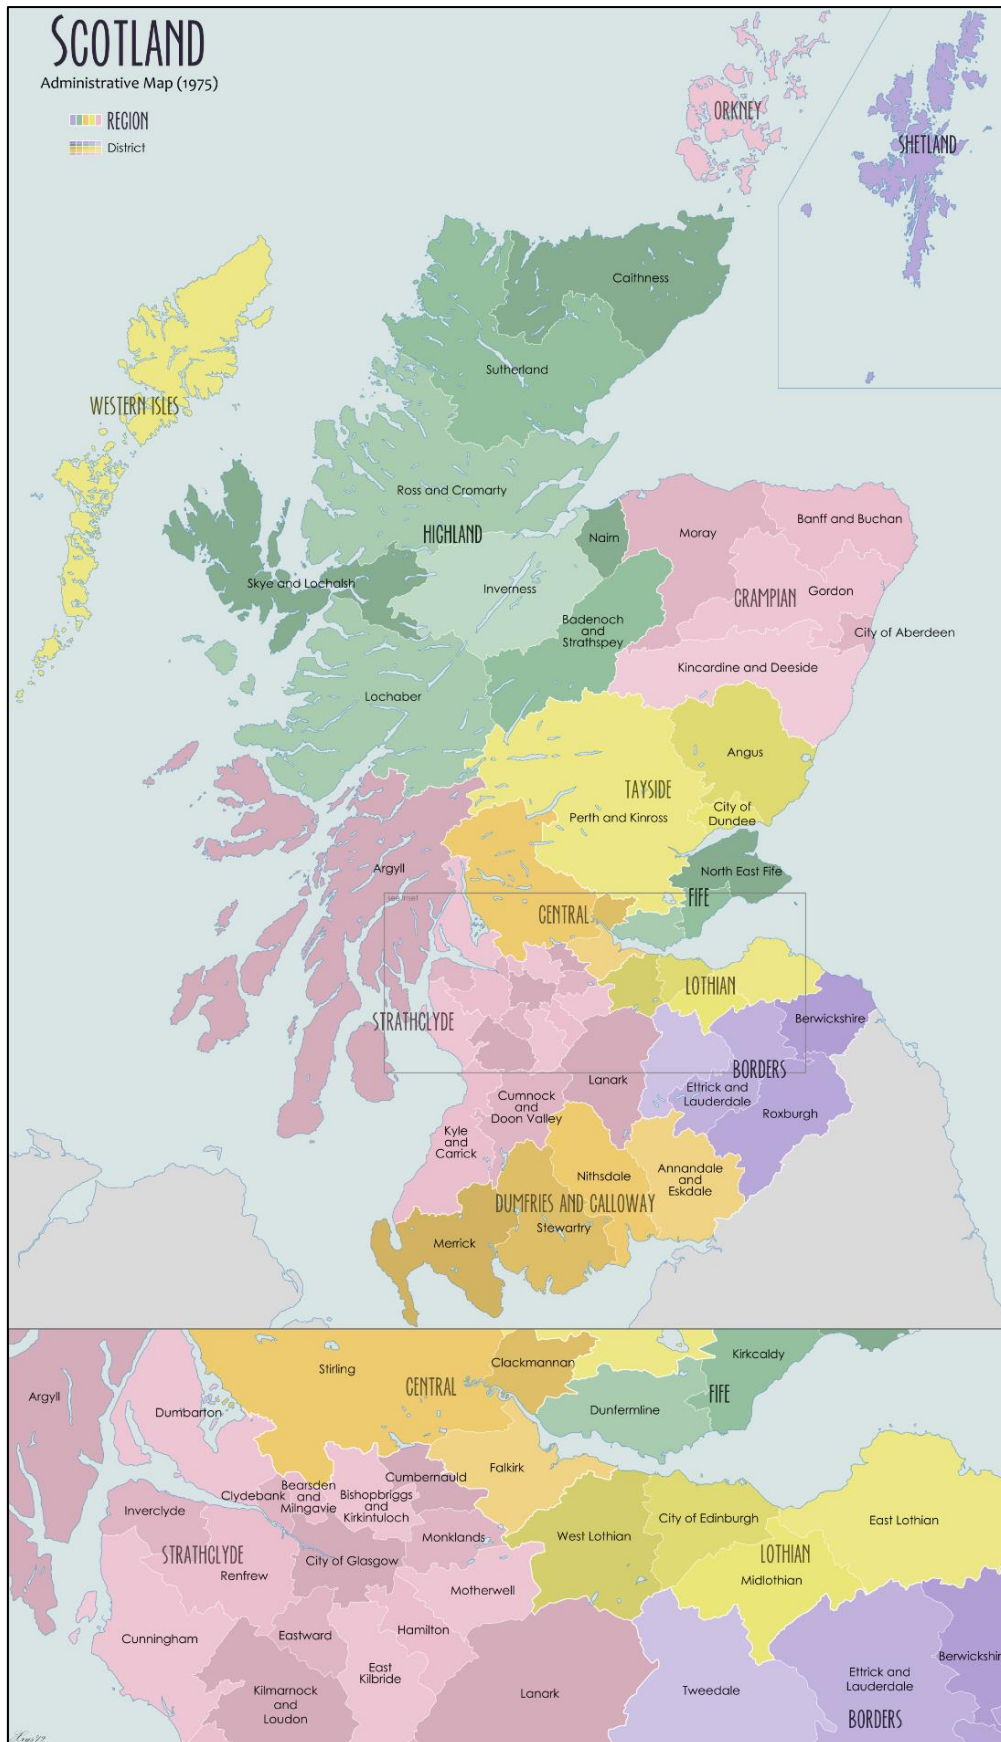 SCOTLAND
Administrative Map (1975)
REGION
District
ORKNEY
SHETLAND
Caithness
Sutherland
WESTERN ISLES
Ross and Cromarty
HIGHLAND
Nairn
Moray
Banff and Buchan
Skye and Lochalsh
Inverness
GRAMPIAN
Gordon
Badenoch
and
Strathspey
City of Aberdeen
Kincardine and Deeside
Lochaber
Angus
TAYSIDE
Perth and Kinross
City of
Dundee
Argyll
North East Fife
see inset
FIFE
CENTRAL
LOTHIAN
STRATHCLYDE
Berwickshire
BORDERS
Lanark
Ettrick and
Lauderdale
Roxburgh
Cumnock
and
Doon Valley
Kyle
and
Carrick
Nithsdale
Annandale
and
Eskdale
DUMFRIES AND GALLOWAY
Stewartry
Merrick
Stirling
Clackmannan
Kirkcaldy
Argyll
CENTRAL
FIFE
Dumbarton
Dunfermline
Falkirk
Cumbernauld
Clydebank
Bearsden
and
Milngavie
Bishopbriggs
and
Kirkintuloch
Inverclyde
Monklands
West Lothian
City of Edinburgh
East Lothian
STRATHCLYDE
City of Glasgow
LOTHIAN
Renfrew
Motherwell
Midlothian
Cunningham
Eastward
Hamilton
East
Kilbride
Berwickshir
Ettrick and
Lauderdale
Kilmarnock
and
Loudon
Lanark
Tweedale
BORDERS